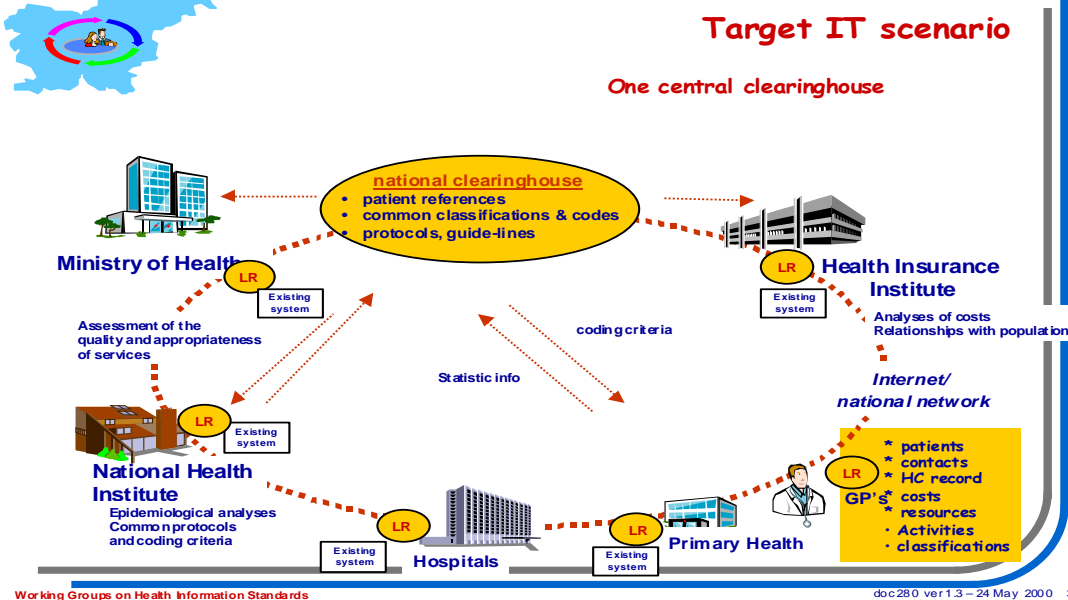 Target IT scenario
One central clearinghouse
national clearinghouse
• patient references
• common classifications & codes
• protocols, guide-lines
Ministry of Health
LR
Existing
system
LR
Existing
system
Health Insurance
Institute
Analyses of costs
Relationships with population
Assessment of the
quality and appropriateness
of services
coding criteria
Statistic info
Internet/
national network
LR
Existing
system
National Health
Institute
Epidemiological analyses
Common protocols
and coding criteria
LR
Existing
system
Hospitals
LR
Existing
system
Primary Health
LR
GP's
* patients
* contacts
* HC record
* costs
* resources
· Activities
· classifications
Working Groups on Health Information Standards
doc280 ver 1.3 – 24 May 2000